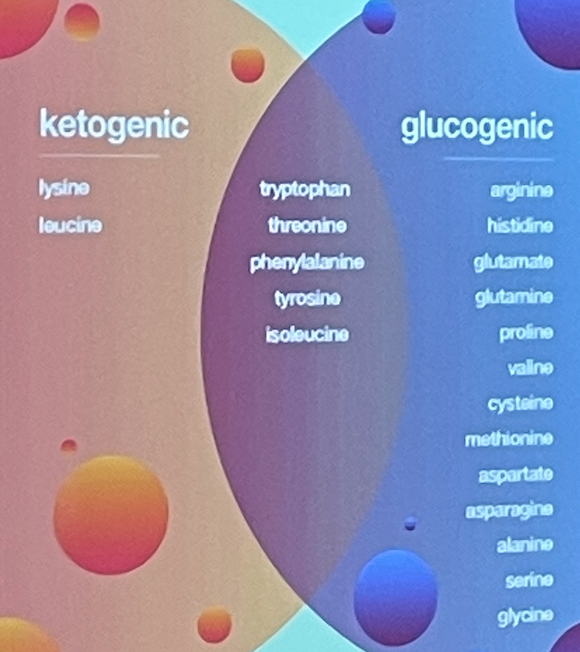 ketogenic
lysine
leucine
tryptophan
threonine
phenylalanine
tyrosine
isoleucine
glucogenic
arginine
histidine
glutamate
glutamine
proline
valine
cysteine
methionine
aspartate
asparagine
alanine
serine
glycine